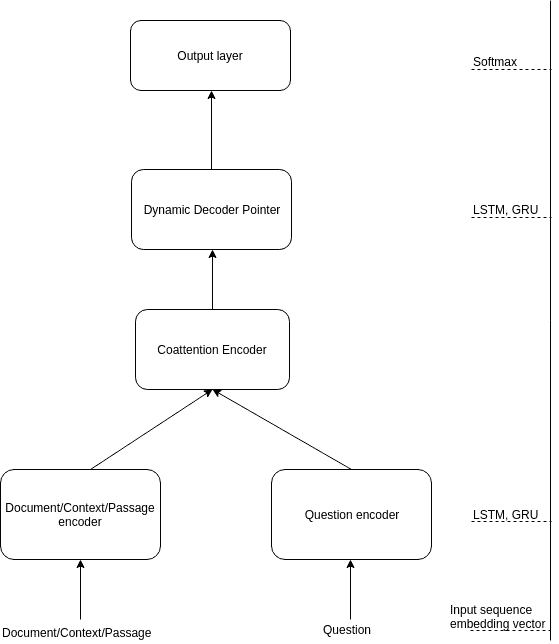 Output layer
Softmax
Dynamic Decoder Pointer
LSTM, GRU
Coattention Encoder
Document/Context/Passage
encoder
Question encoder
LSTM, GRU
Document/Context/Passage
Question
Input sequence
embedding vector